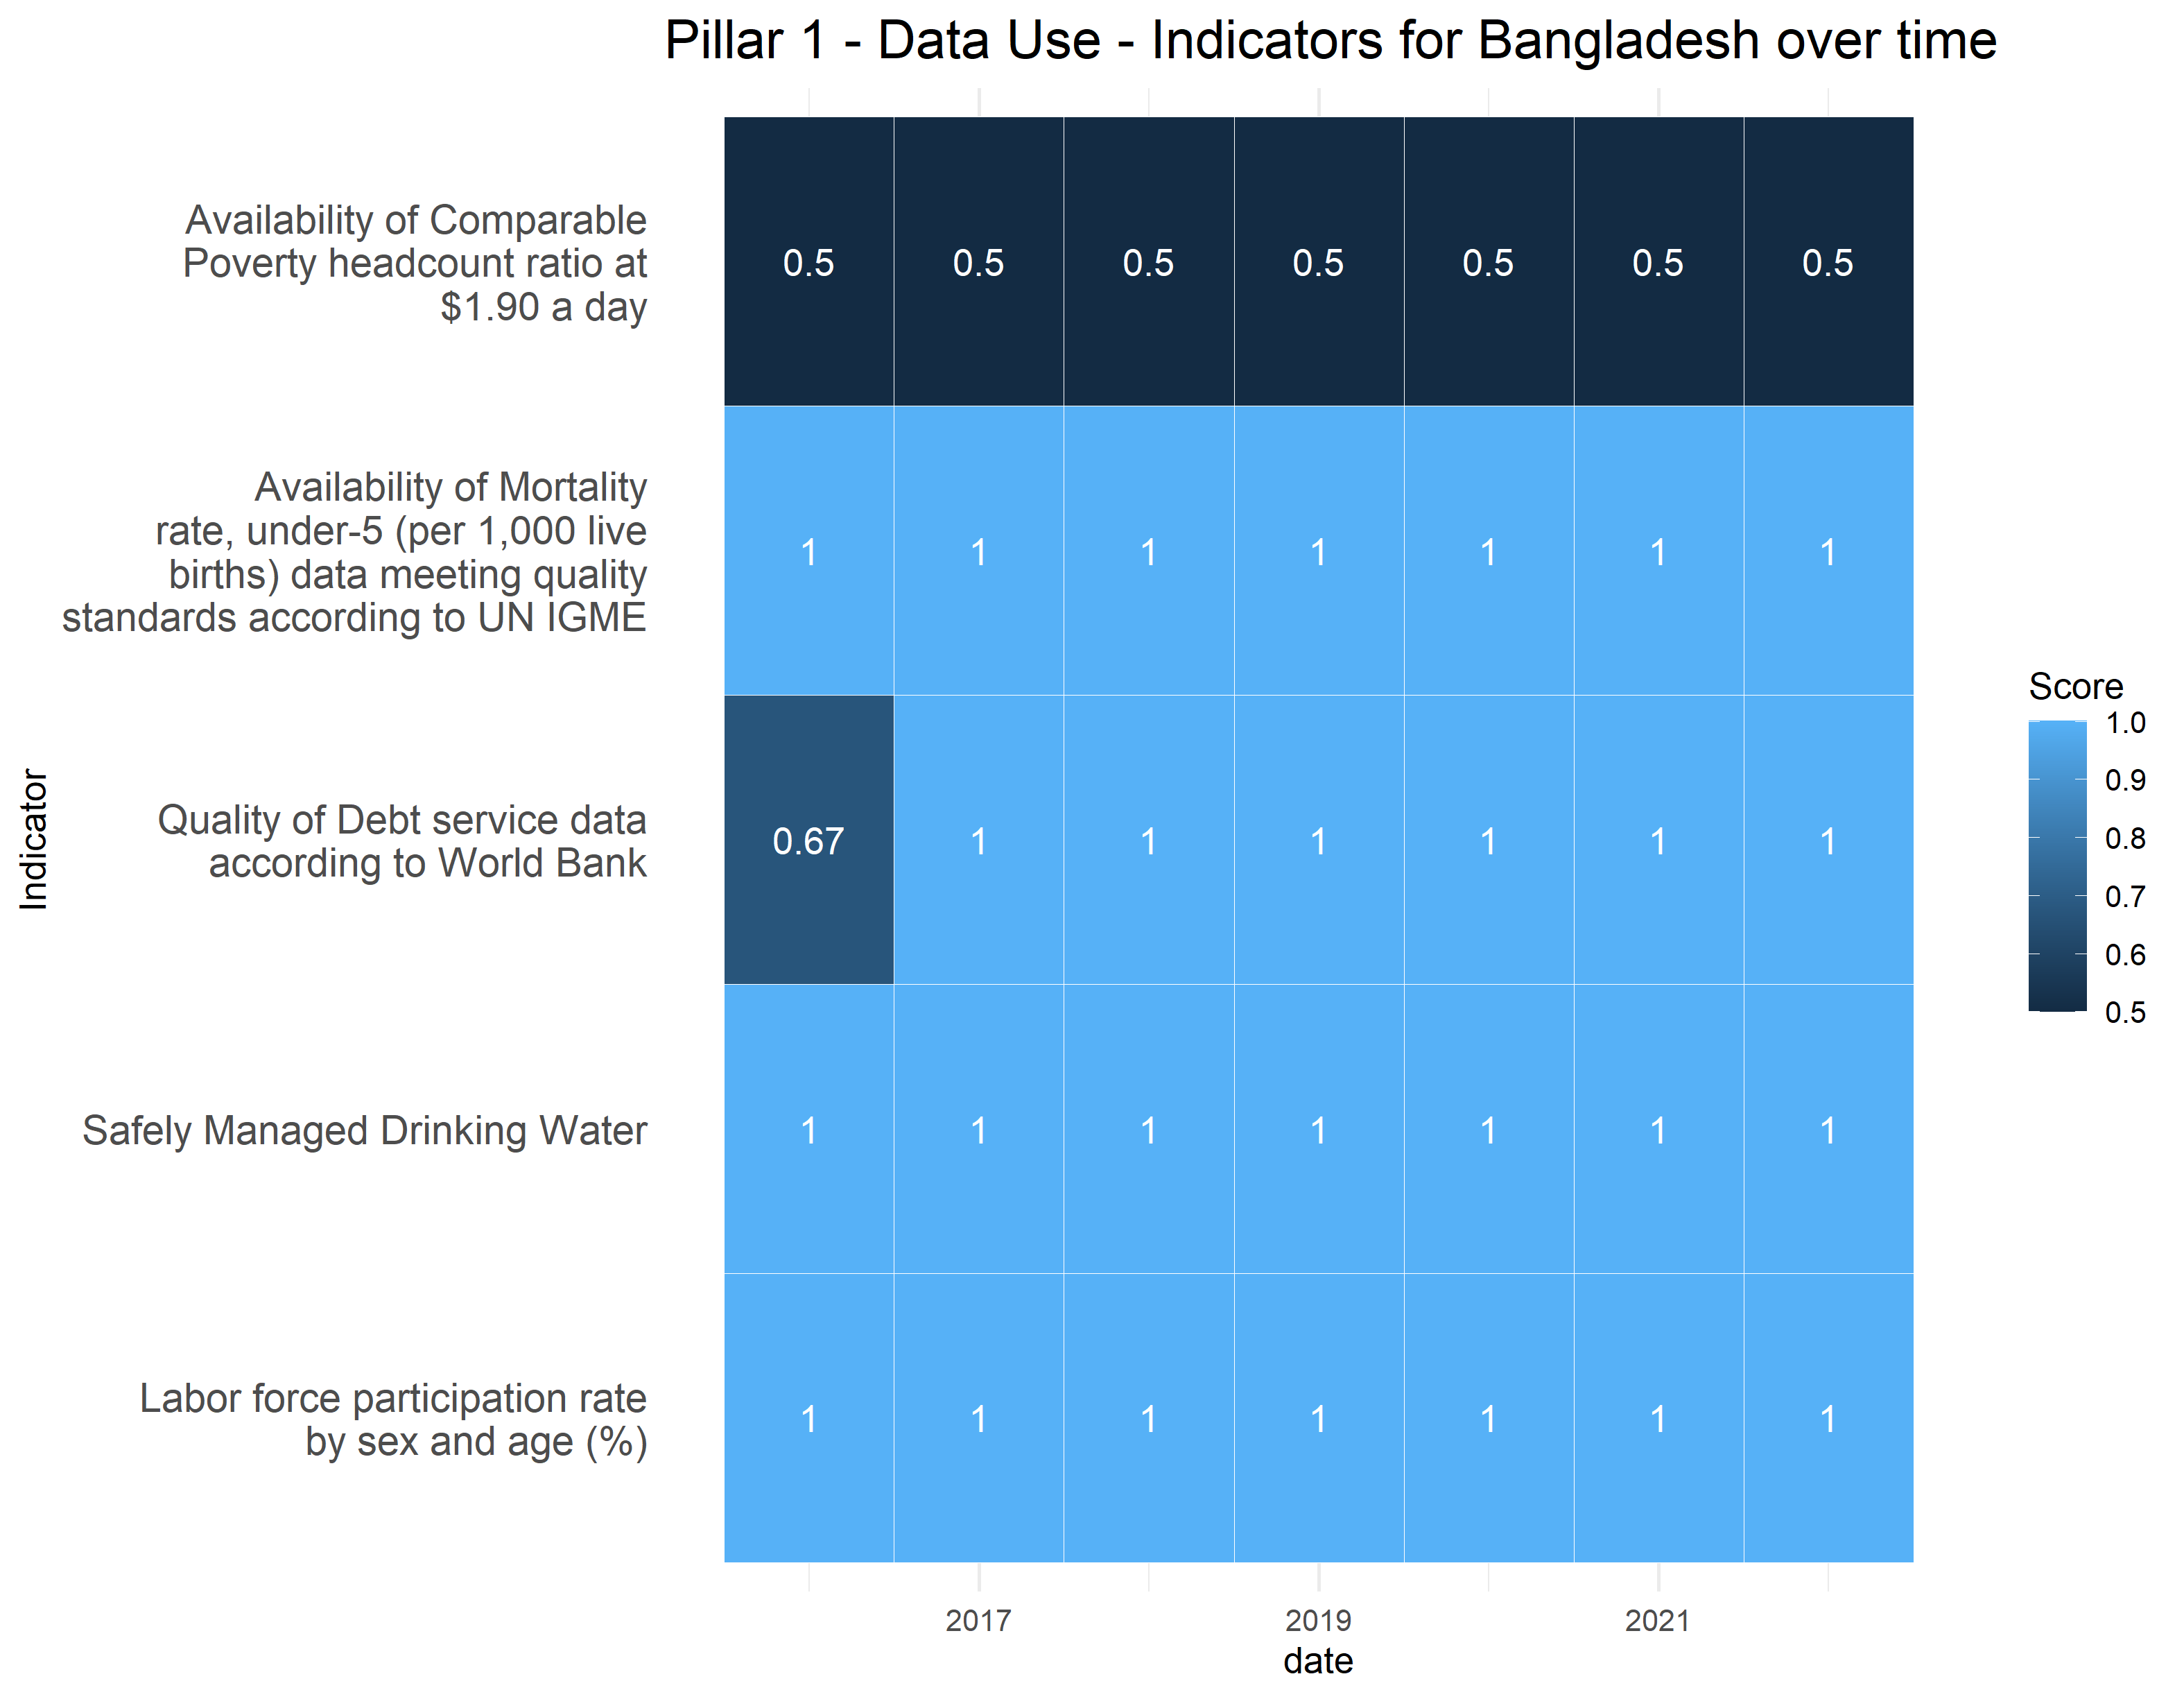 Pillar 1 - Data Use - Indicators for Bangladesh over time
Indicator
Availability of Comparable
Poverty headcount ratio at
$1.90 a day
0.5 0.5 0.5 0.5 0.5 0.5 0.5
Availability of Mortality
rate, under-5 (per 1,000 live
births) data meeting quality
standards according to UN IGME
1 1 1 1 1 1 1
Quality of Debt service data
according to World Bank
0.67 1 1 1 1 1 1
Safely Managed Drinking Water
1 1 1 1 1 1 1
Labor force participation rate
by sex and age (%)
1 1 1 1 1 1 1
2017 2019 2021
date
Score
1.0
0.9
0.8
0.7
0.6
0.5